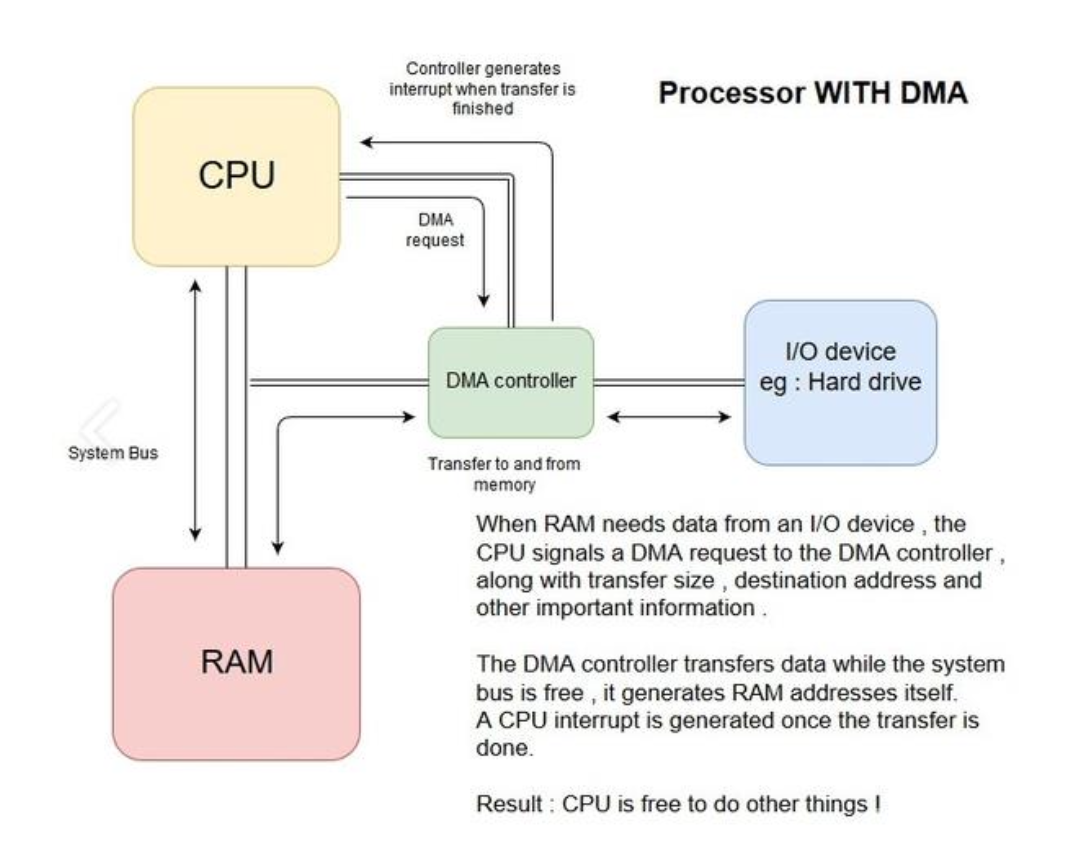 Controller generates
interrupt when transfer is
finished
Processor WITH DMA
CPU
DMA
request
I/O device
eg : Hard drive
DMA controller
System Bus
Transfer to and from
memory
When RAM needs data from an I/O device , the
CPU signals a DMA request to the DMA controller ,
along with transfer size , destination address and
other important information .
The DMA controller transfers data while the system
bus is free , it generates RAM addresses itself.
A CPU interrupt is generated once the transfer is
done.
Result : CPU is free to do other things !
RAM